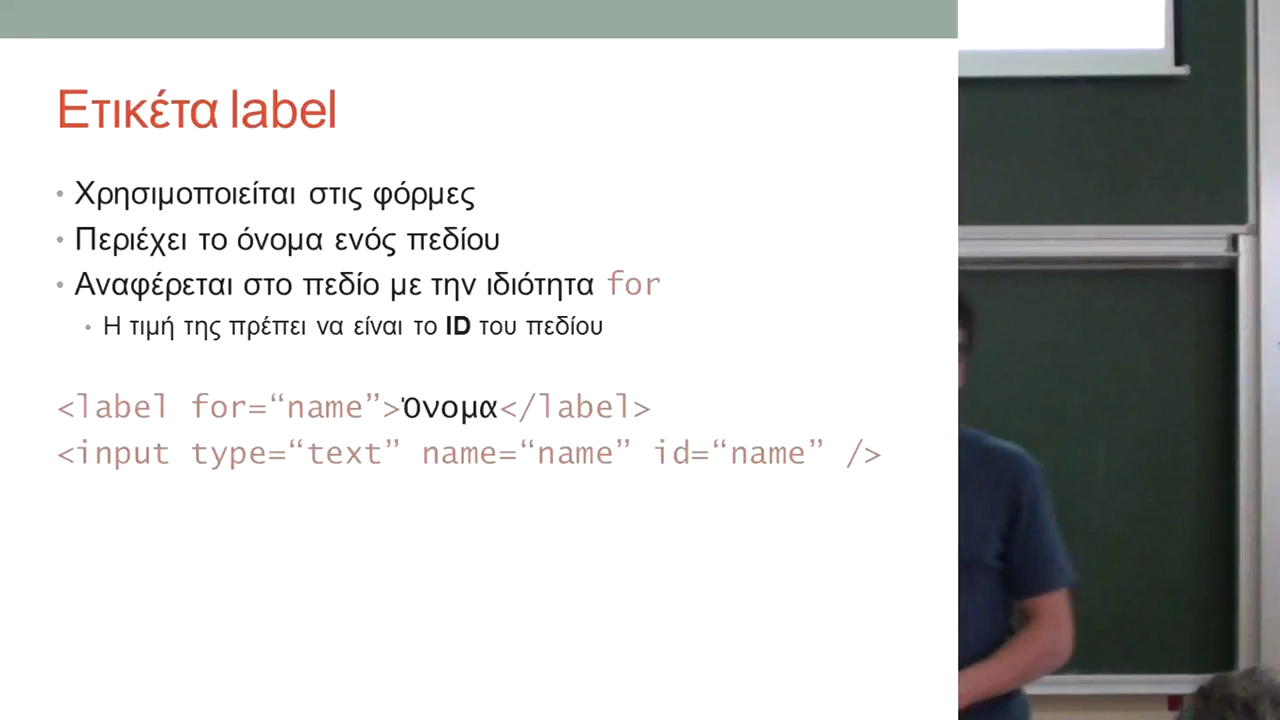 Ετικέτα label
• Χρησιμοποιείται στις φόρμες
• Περιέχει το όνομα ενός πεδίου
• Αναφέρεται στο πεδίο με την ιδιότητα for
• Η τιμή της πρέπει να είναι το ID του πεδίου
<label for=“name”>Όνομα</label>
<input type=“text” name=“name” id=“name” />